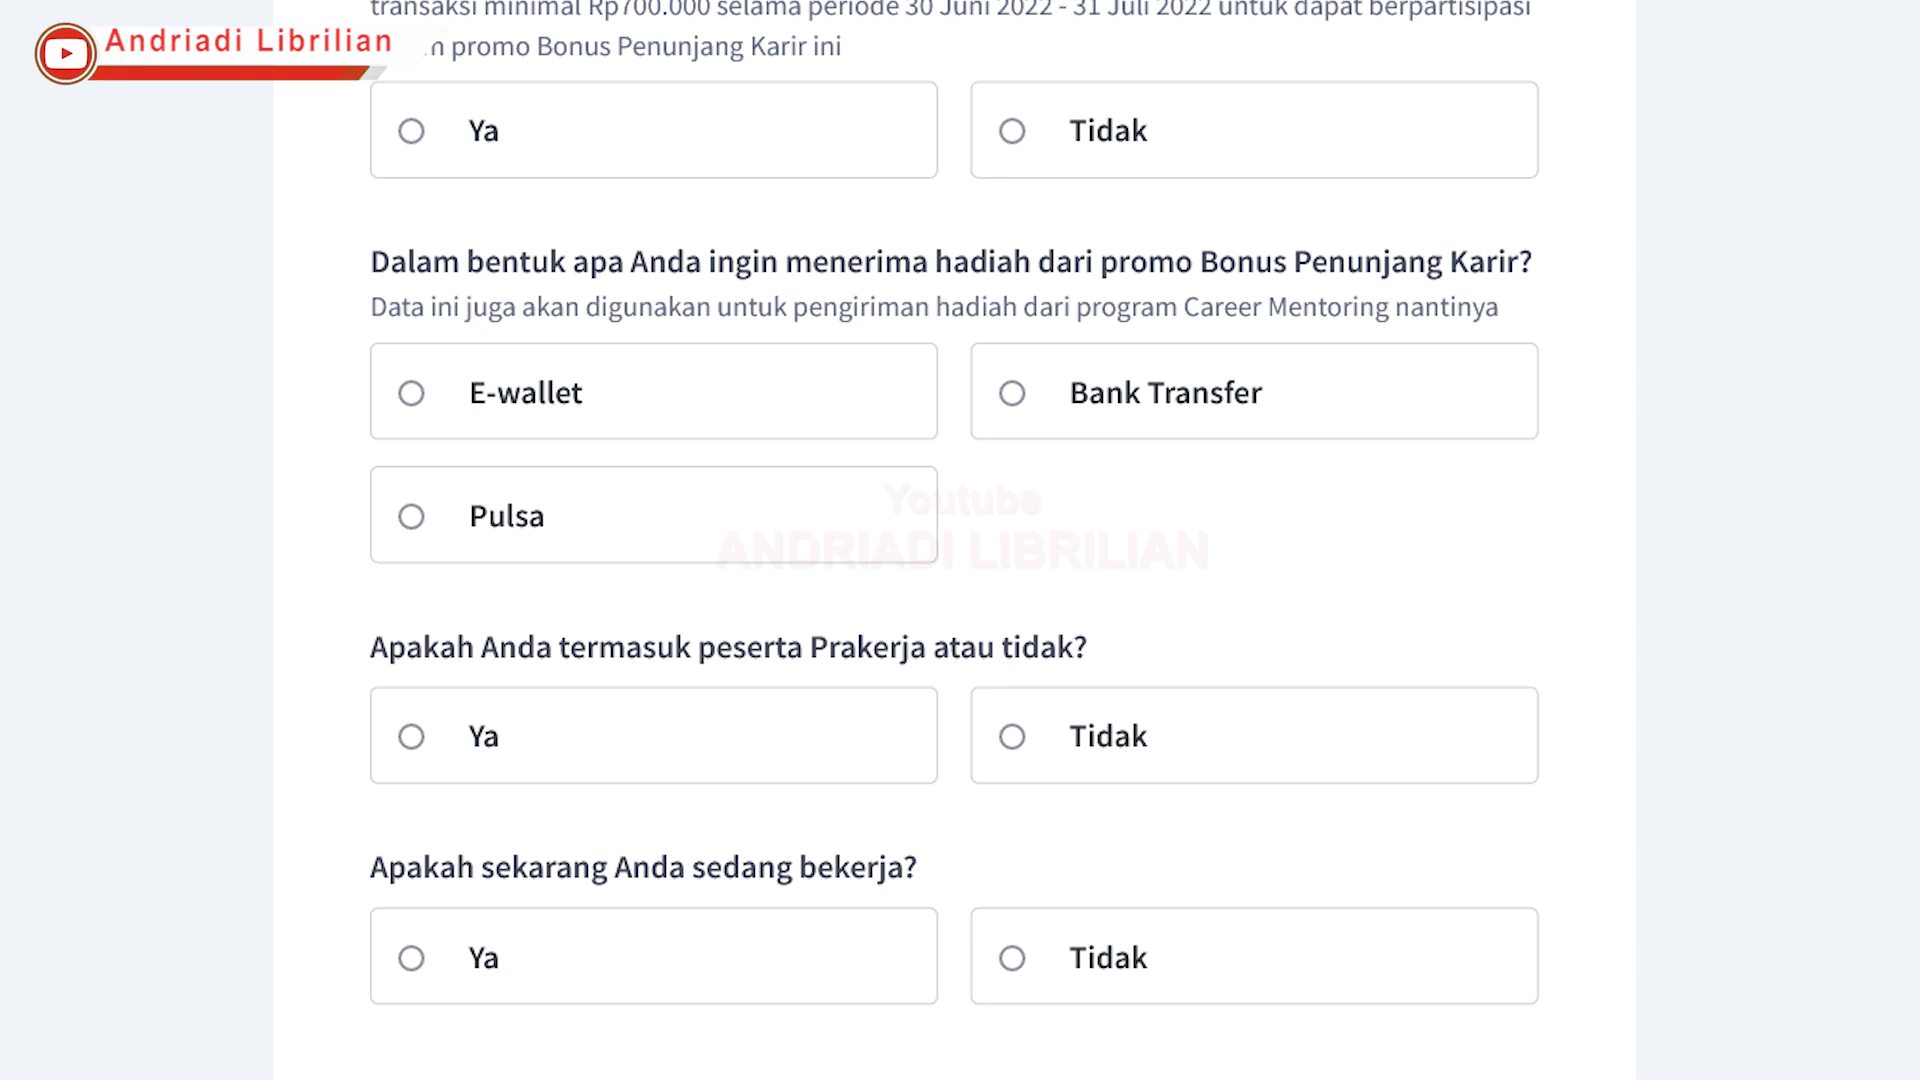 transaksi minimal Rp700.000 selama periode 30 Juni 2022 - 31 Juli 2022 untuk dapat berpartisipasi
Andriadi Librilian
promo Bonus Penunjang Karir ini
Ya
Tidak
Dalam bentuk apa Anda ingin menerima hadiah dari promo Bonus Penunjang Karir?
Data ini juga akan digunakan untuk pengiriman hadiah dari program Career Mentoring nantinya
E-wallet
Bank Transfer
Pulsa
Youtube
ANDRIADI LIBRILIAN
Apakah Anda termasuk peserta Prakerja atau tidak?
Ya
Tidak
Apakah sekarang Anda sedang bekerja?
Ya
Tidak